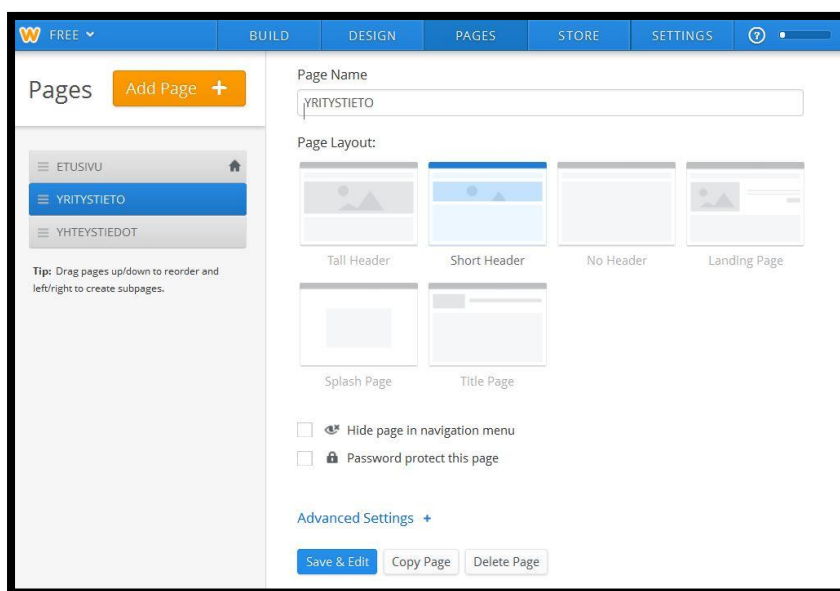 FREE
BUILD
DESIGN
PAGES
STORE
SETTINGS
?
Pages
Add Page +
ETUSIVU
YRITYSTIETO
YHTEYSTIEDOT
Tip: Drag pages up/down to reorder and
left/right to create subpages.
Page Name
YRITYSTIETO
Page Layout:
Tall Header
Short Header
No Header
Landing Page
Splash Page
Title Page
Hide page in navigation menu
Password protect this page
Advanced Settings +
Save & Edit
Copy Page
Delete Page